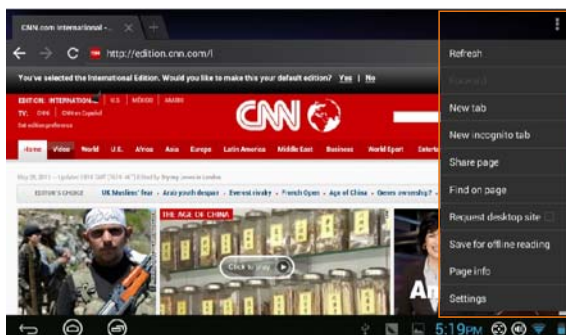 CNN.com International -...
http://edition.cnn.com/
You've selected the International Edition. Would you like to make this your default edition? Yes | No
EDITION: INTERNATIONAL U.S. MÉXICO ARABIC
TV: CNNi CNN en Español
Set edition preference
CNN
Home Video World U.S. Africa Asia Europe Latin America Middle East Business World Sport
EDITOR'S CHOICE UK Muslims' fear Arab youth despair Everest rivalry French Open Age of China
THE AGE OF CHINA
Click to play
Refresh
Forward
New tab
New incognito tab
Share page
Find on page
Request desktop site
Save for offline reading
Page info
Settings
5:19PM